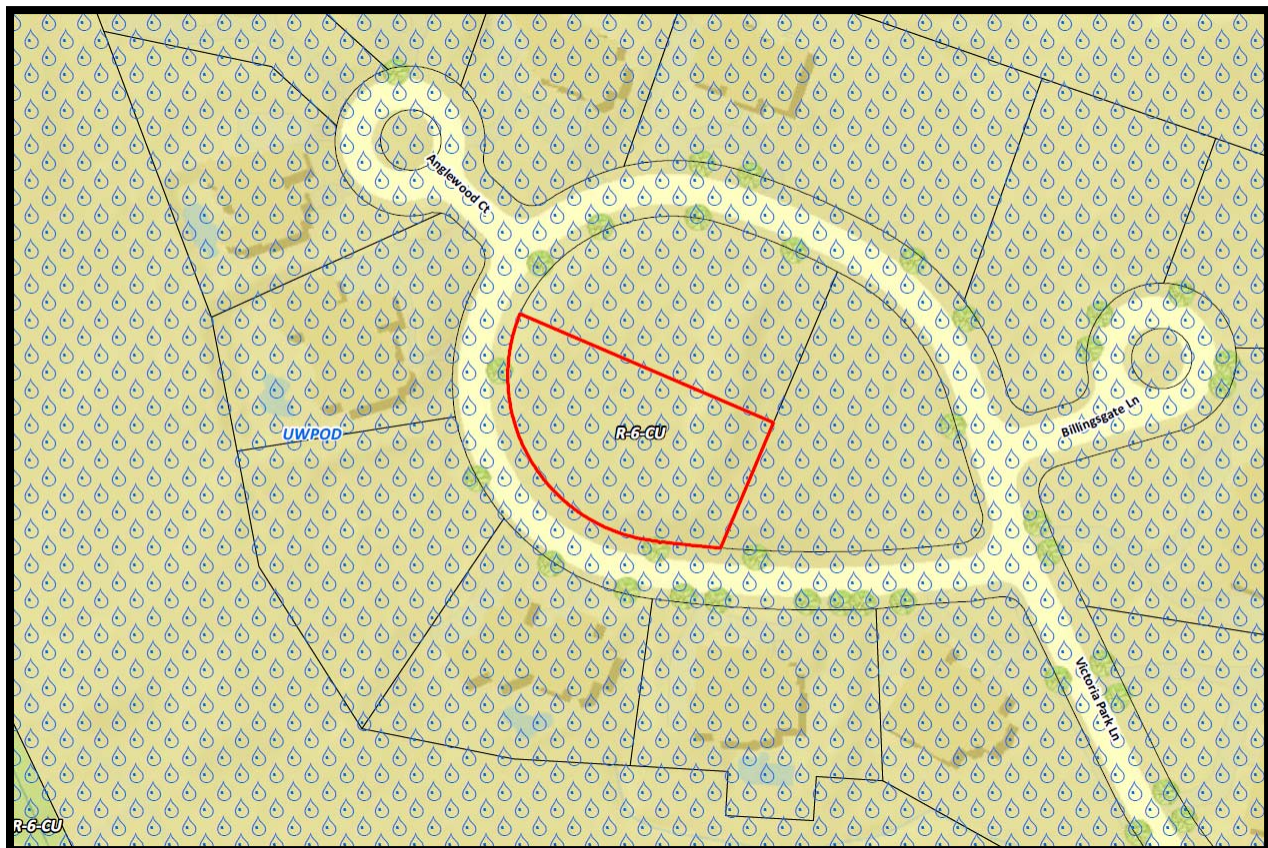 Anglewood Ct
Billingsgate Ln
UWPOD
R-6-CU
Victoria Park Ln
R-6-CU